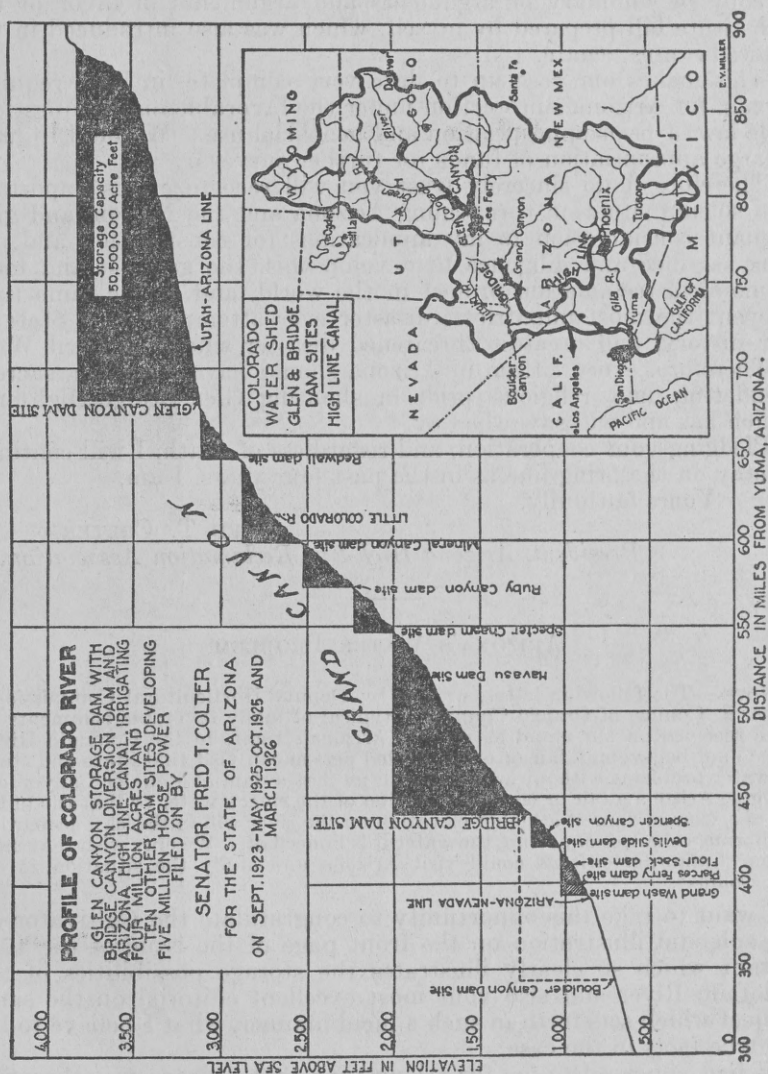 PROFILE OF COLORADO RIVER
GLEN CANYON STORAGE DAM WITH
BRIDGE CANYON DIVERSION DAM AND
ARIZONA HIGH LINE CANAL, IRRIGATING
FOUR MILLION ACRES AND
TEN OTHER DAM SITES, DEVELOPING
FIVE MILLION HORSE POWER
FILED ON BY
SENATOR FRED T. COLTER
FOR THE STATE OF ARIZONA
ON SEPT. 1923-MAY 1925-OCT. 1925 AND
MARCH 1926
ELEVATION IN FEET ABOVE SEA LEVEL
4,000
3,500
3,000
2,500
2,000
1,500
1,000
500
0
350
400
450
500
550
600
650
700
750
800
850
900
DISTANCE IN MILES FROM YUMA, ARIZONA.
Boulder Canyon Dam Site
ARIZONA-NEVADA LINE
Grand Wash dam site
Pierces Ferry dam site
Flour Sack dam site
Devils Slide dam site
Spencer Canyon site
BRIDGE CANYON DAM SITE
Havasu Dam Site
Specter Chasm dam site
Ruby Canyon dam site
Mineral Canyon dam site
LITTLE COLORADO R.
Redwall dam site
GLEN CANYON DAM SITE
UTAH-ARIZONA LINE
Storage Capacity
50,500,000 Acre Feet
GRAND CANYON
COLORADO
WATER SHED
GLEN BRIDGE
DAM SITES
HIGH LINE CANAL
WYOMING
NEVADA
UTAH
COLO
Denver
River
Green
Colorado
GLEN CANYON
Lee Ferry
Santa Fe
NEW MEX
BRIDGE
Grand Canyon
Virgin R.
Boulder
Canyon
ARIZONA
HIGH LINE
CALIF.
Los Angeles
Phoenix
Gila R.
Tucson
Yuma
San Diego
GULF OF
CALIFORNIA
PACIFIC OCEAN
MEXICO
E.V. MILLER